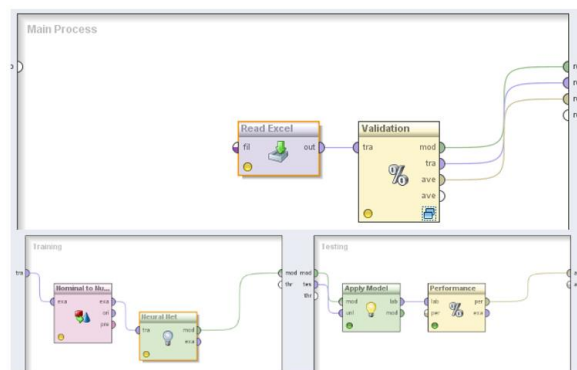 Main Process
Read Excel
fil out
Validation
tra mod
tra
ave
ave
Training
tra
Nominal to Nu...
exa exa
ori
pre
Neural Net
tra mod
exa
mod
thr
Testing
mod
tes
thr
Apply Model
mod lab
unl mod
Performance
lab per
per exa